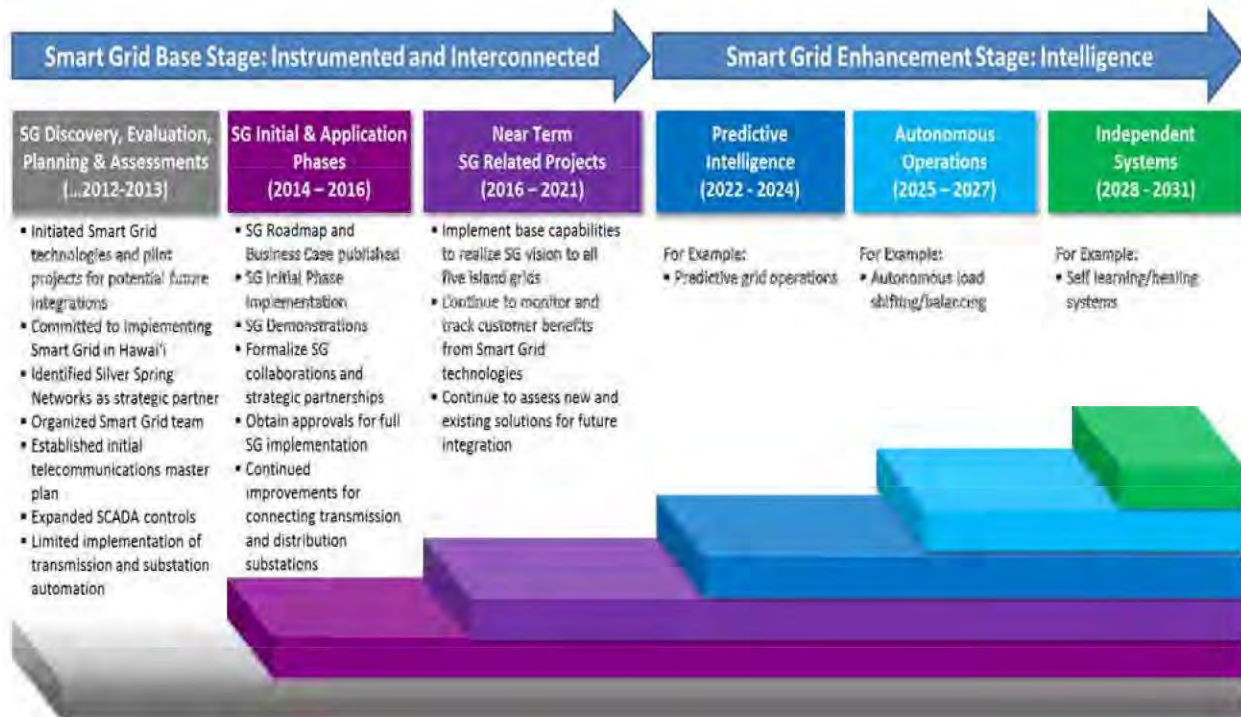 Smart Grid Base Stage: Instrumented and Interconnected
Smart Grid Enhancement Stage: Intelligence
SG Discovery, Evaluation,
Planning & Assessments
(...2012-2013)
▪ Initiated Smart Grid
technologies and pilot
projects for potential future
integrations
▪ Committed to Implementing
Smart Grid in Hawai'i
▪ Identified Silver Spring
Networks as strategic partner
▪ Organized Smart Grid team
▪ Established initial
telecommunications master
plan
▪ Expanded SCADA controls
▪ Limited implementation of
transmission and substation
automation
SG Initial & Application
Phases
(2014 – 2016)
▪ SG Roadmap and
Business Case published
▪ SG Initial Phase
Implementation
▪ SG Demonstrations
▪ Formalize SG
collaborations and
strategic partnerships
▪ Obtain approvals for full
SG implementation
▪ Continued
improvements for
connecting transmission
and distribution
substations
Near Term
SG Related Projects
(2016 – 2021)
▪ Implement base capabilities
to realize SG vision to all
five island grids
▪ Continue to monitor and
track customer benefits
from Smart Grid
technologies
▪ Continue to assess new and
existing solutions for future
integration
Predictive
Intelligence
(2022 - 2024)
For Example:
▪ Predictive grid operations
Autonomous
Operations
(2025 – 2027)
For Example:
▪ Autonomous load
shifting/balancing
Independent
Systems
(2028 - 2031)
For Example:
▪ Self learning/healing
systems